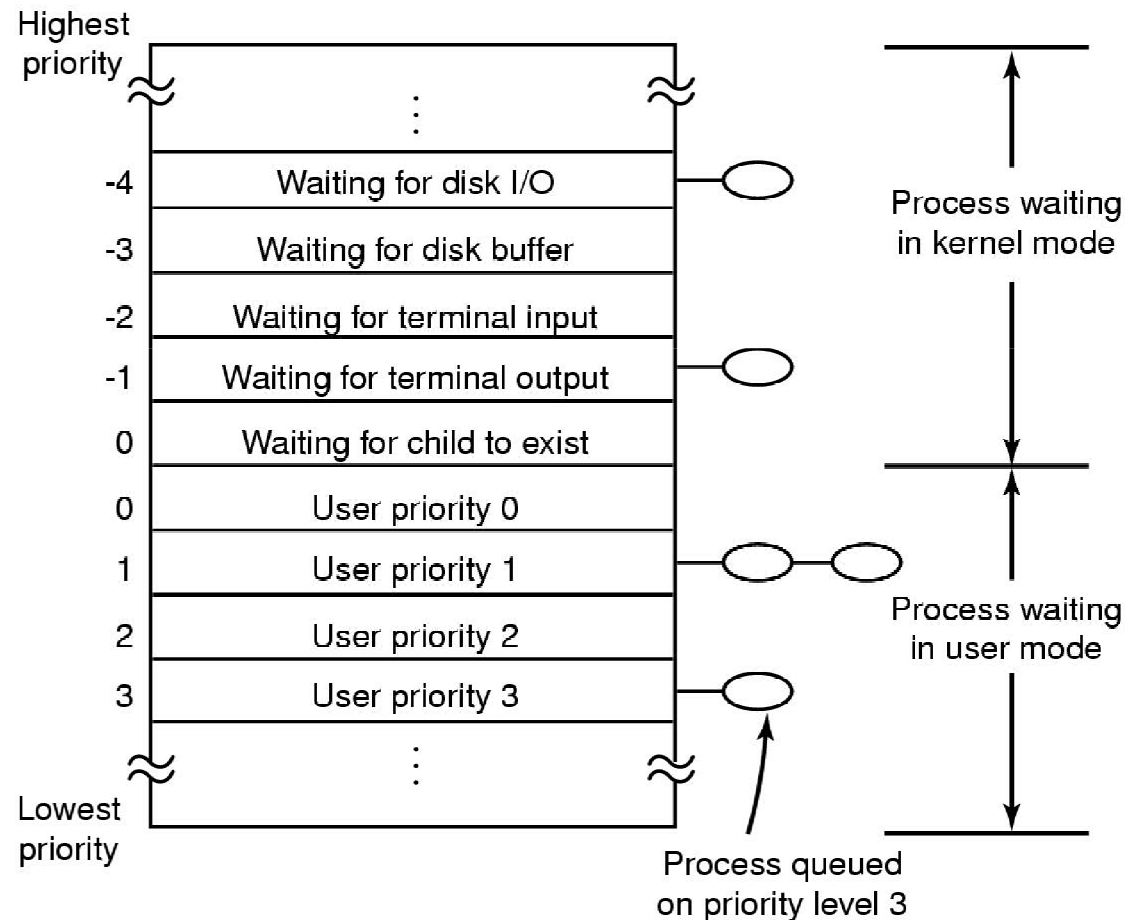 Highest
priority
-4 Waiting for disk I/O
-3 Waiting for disk buffer
-2 Waiting for terminal input
-1 Waiting for terminal output
0 Waiting for child to exist
0 User priority 0
1 User priority 1
2 User priority 2
3 User priority 3
Lowest
priority
Process waiting
in kernel mode
Process waiting
in user mode
Process queued
on priority level 3